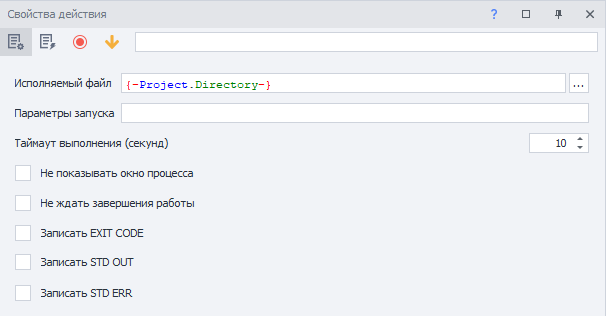 Свойства действия
Исполняемый файл {-Project.Directory-} ...
Параметры запуска
Таймаут выполнения (секунд) 10
Не показывать окно процесса
Не ждать завершения работы
Записать EXIT CODE
Записать STD OUT
Записать STD ERR